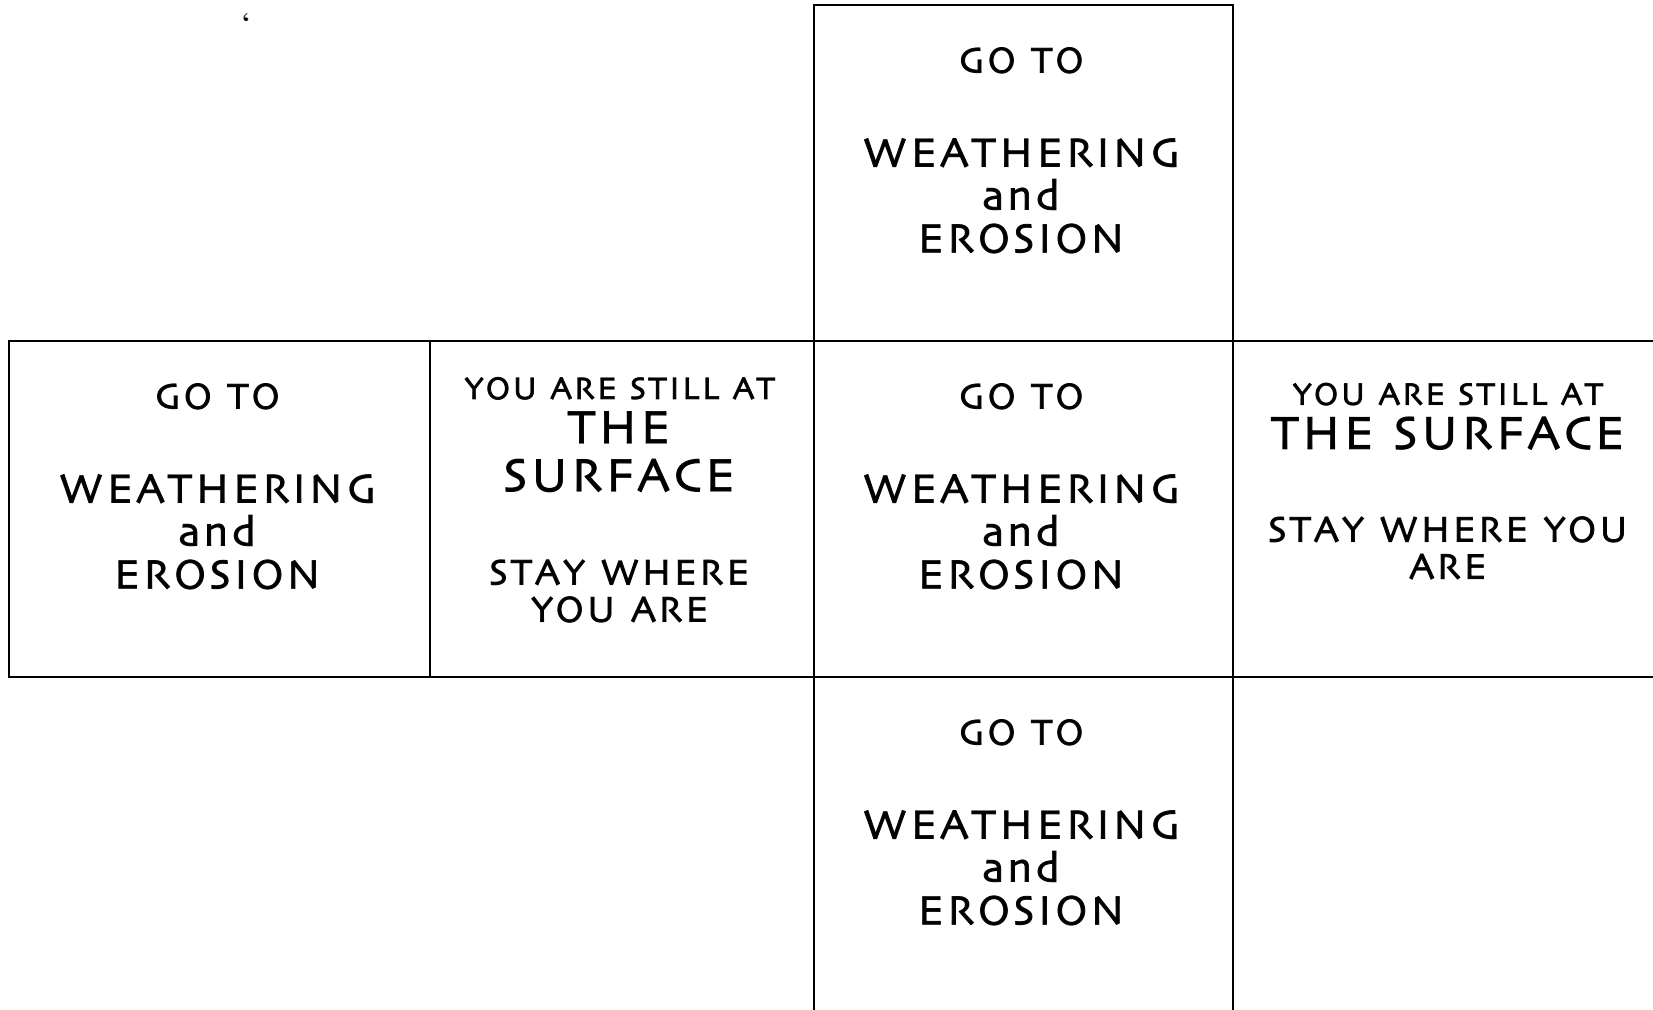 ‘
GO TO
WEATHERING
and
EROSION
GO TO
WEATHERING
and
EROSION
YOU ARE STILL AT
THE
SURFACE
STAY WHERE
YOU ARE
GO TO
WEATHERING
and
EROSION
YOU ARE STILL AT
THE SURFACE
STAY WHERE YOU
ARE
GO TO
WEATHERING
and
EROSION